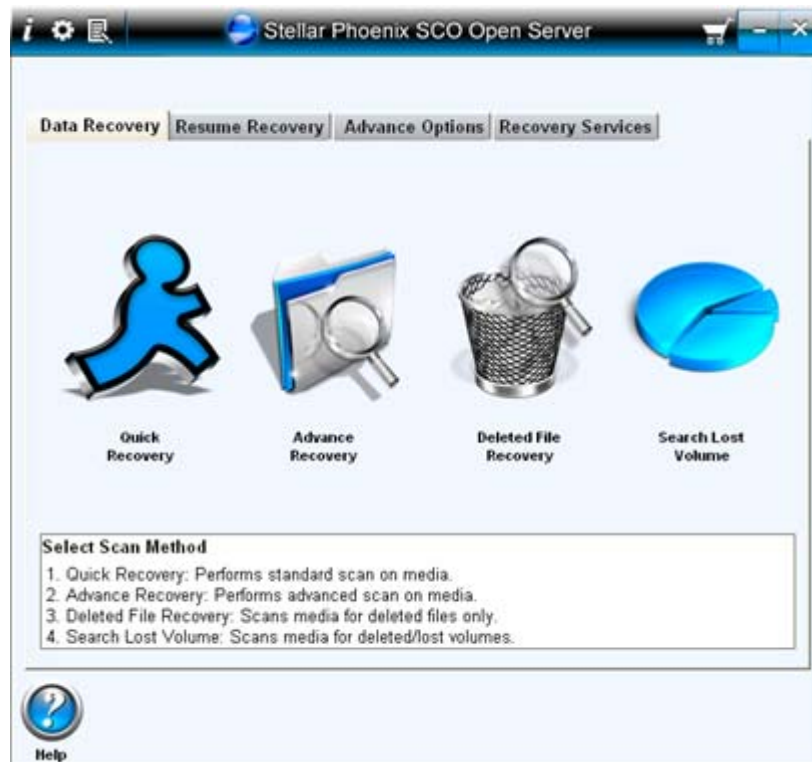 i
Stellar Phoenix SCO Open Server
Data Recovery Resume Recovery Advance Options Recovery Services
Quick Recovery
Advance Recovery
Deleted File Recovery
Search Lost Volume
Select Scan Method
1. Quick Recovery: Performs standard scan on media.
2. Advance Recovery: Performs advanced scan on media.
3. Deleted File Recovery: Scans media for deleted files only.
4. Search Lost Volume: Scans media for deleted/lost volumes.
?
Help